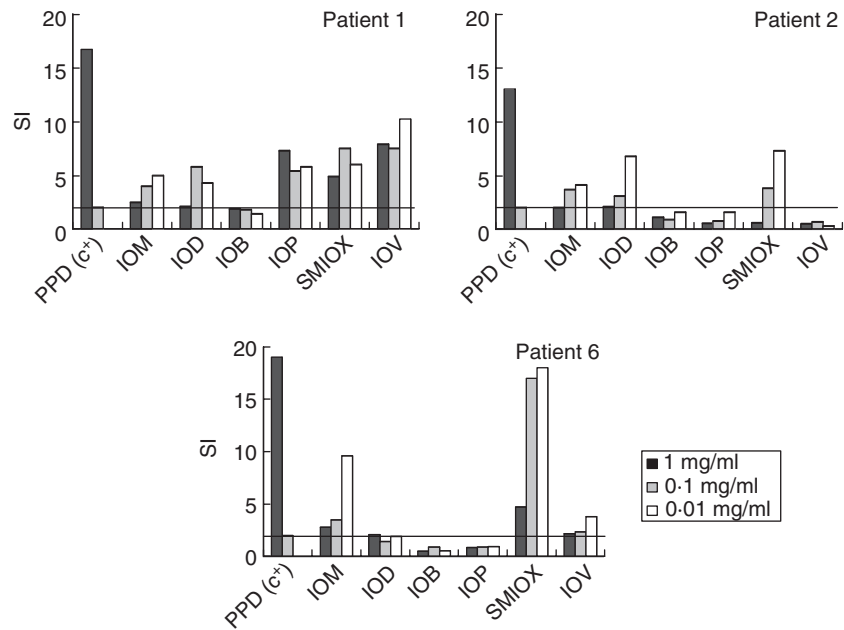 Patient 1
20
15
10
5
0
SI
PPD (c⁺)
IOM
IOD
IOB
IOP
SMIOX
IOV
Patient 2
20
15
10
5
0
PPD (c⁺)
IOM
IOD
IOB
IOP
SMIOX
IOV
Patient 6
20
15
10
5
0
SI
PPD (c⁺)
IOM
IOD
IOB
IOP
SMIOX
IOV
1 mg/ml
0·1 mg/ml
0·01 mg/ml